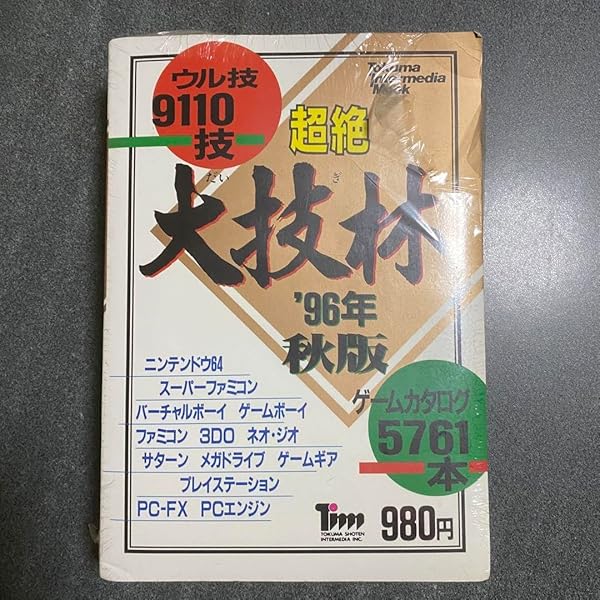 ウル技
9110
技
Tokuma
Intermedia
Mook
超絶
だい ぎ
大技林
'96年
秋版
ニンテンドウ64
スーパーファミコン
バーチャルボーイ ゲームボーイ
ファミコン 3DO ネオ・ジオ
サターン メガドライブ ゲームギア
プレイステーション
PC-FX PCエンジン
ゲームカタログ
5761
本
Tim
TOKUMA SHOTEN
INTERMEDIA INC.
980円